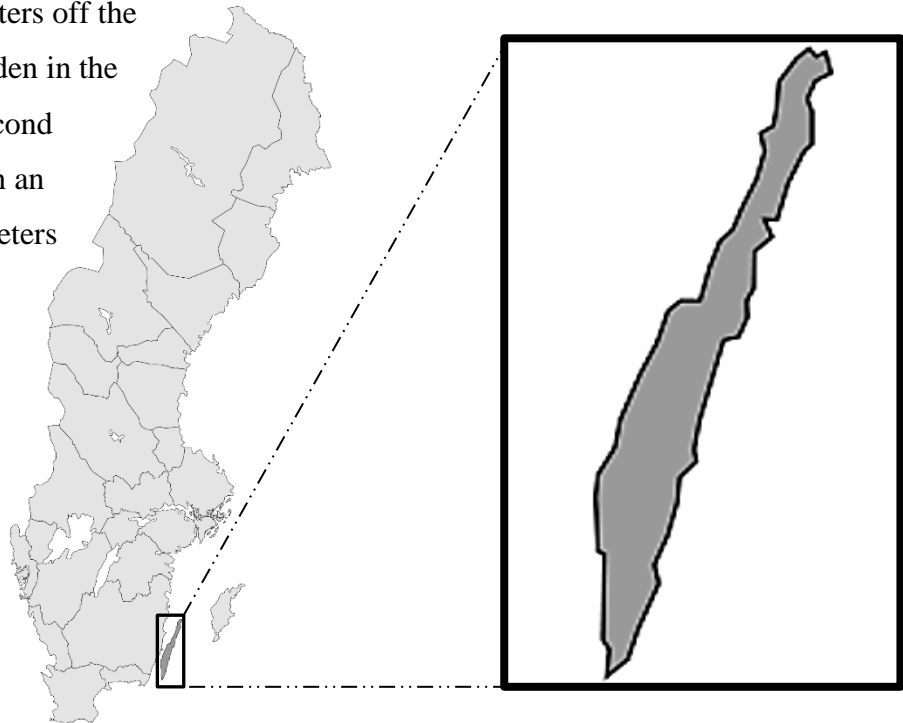 ters off the
den in the
cond
n an
eters